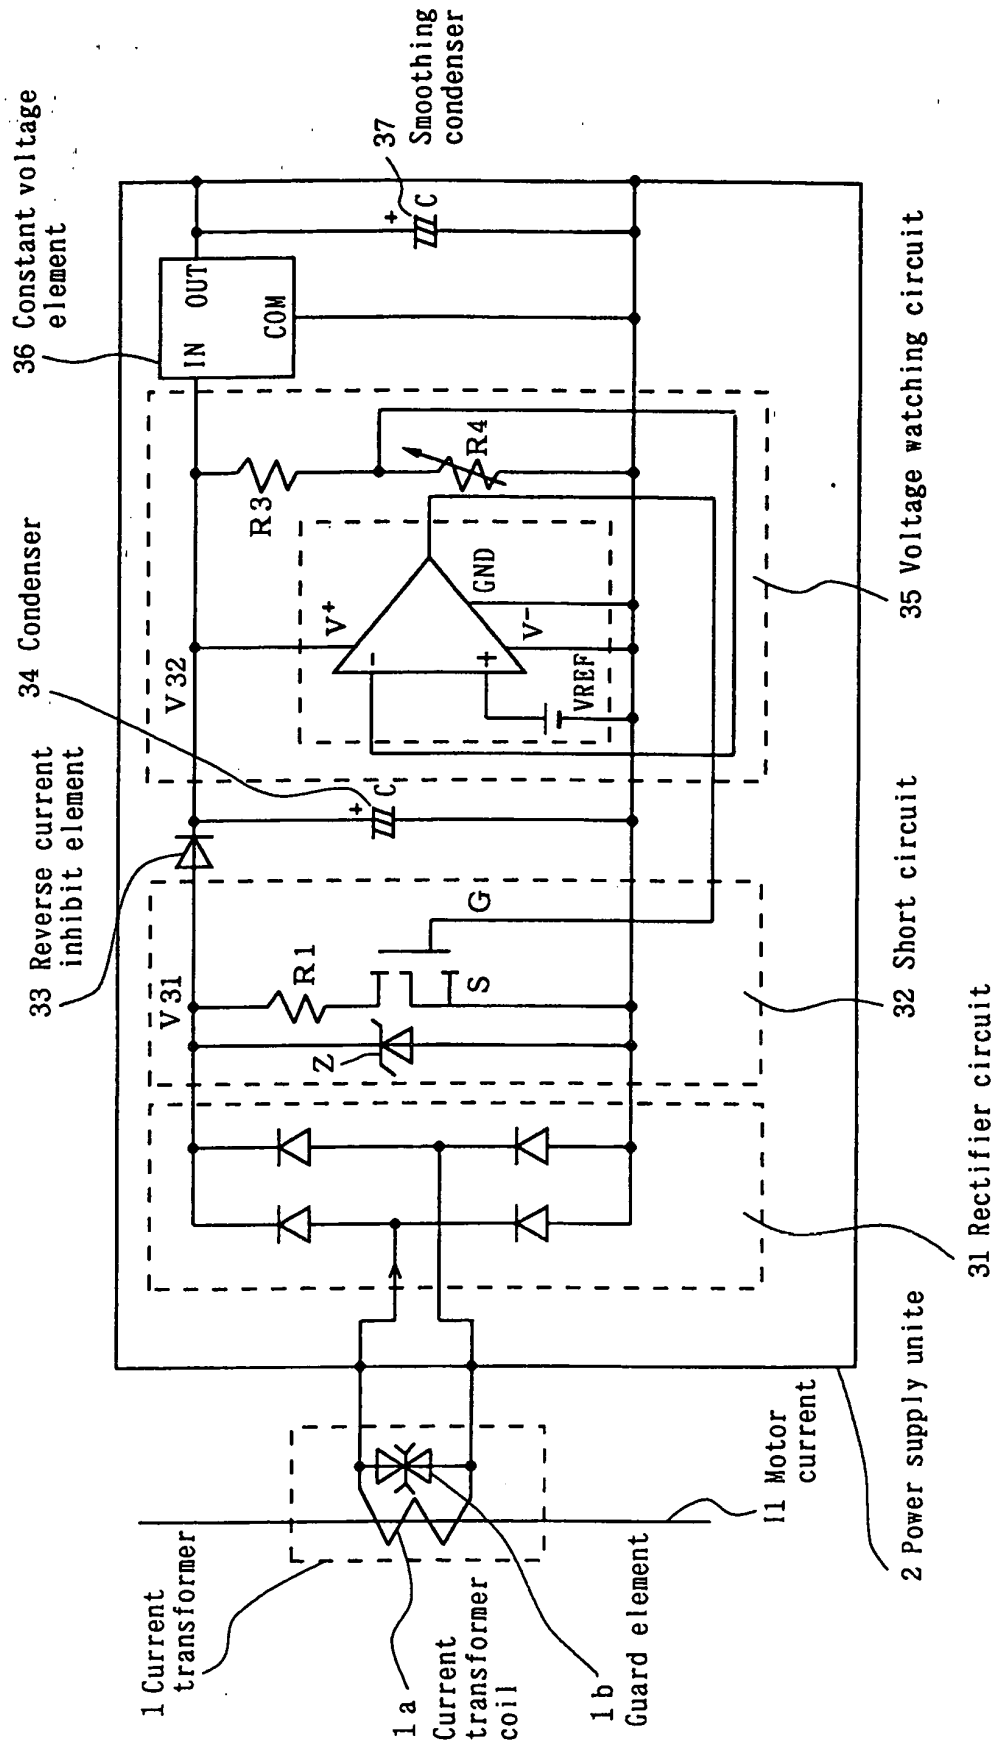 1 Current
transformer
1a
Current
transformer
coil
1b
Guard element
I1 Motor
current
2 Power supply unite
31 Rectifier circuit
32 Short circuit
V31
R1
Z
S
G
33 Reverse current
inhibit element
34 Condenser
+
C
V32
35 Voltage watching circuit
V+
V-
GND
-
+
VREF
R3
R4
36 Constant voltage
element
IN
OUT
COM
37
Smoothing
condenser
+
C